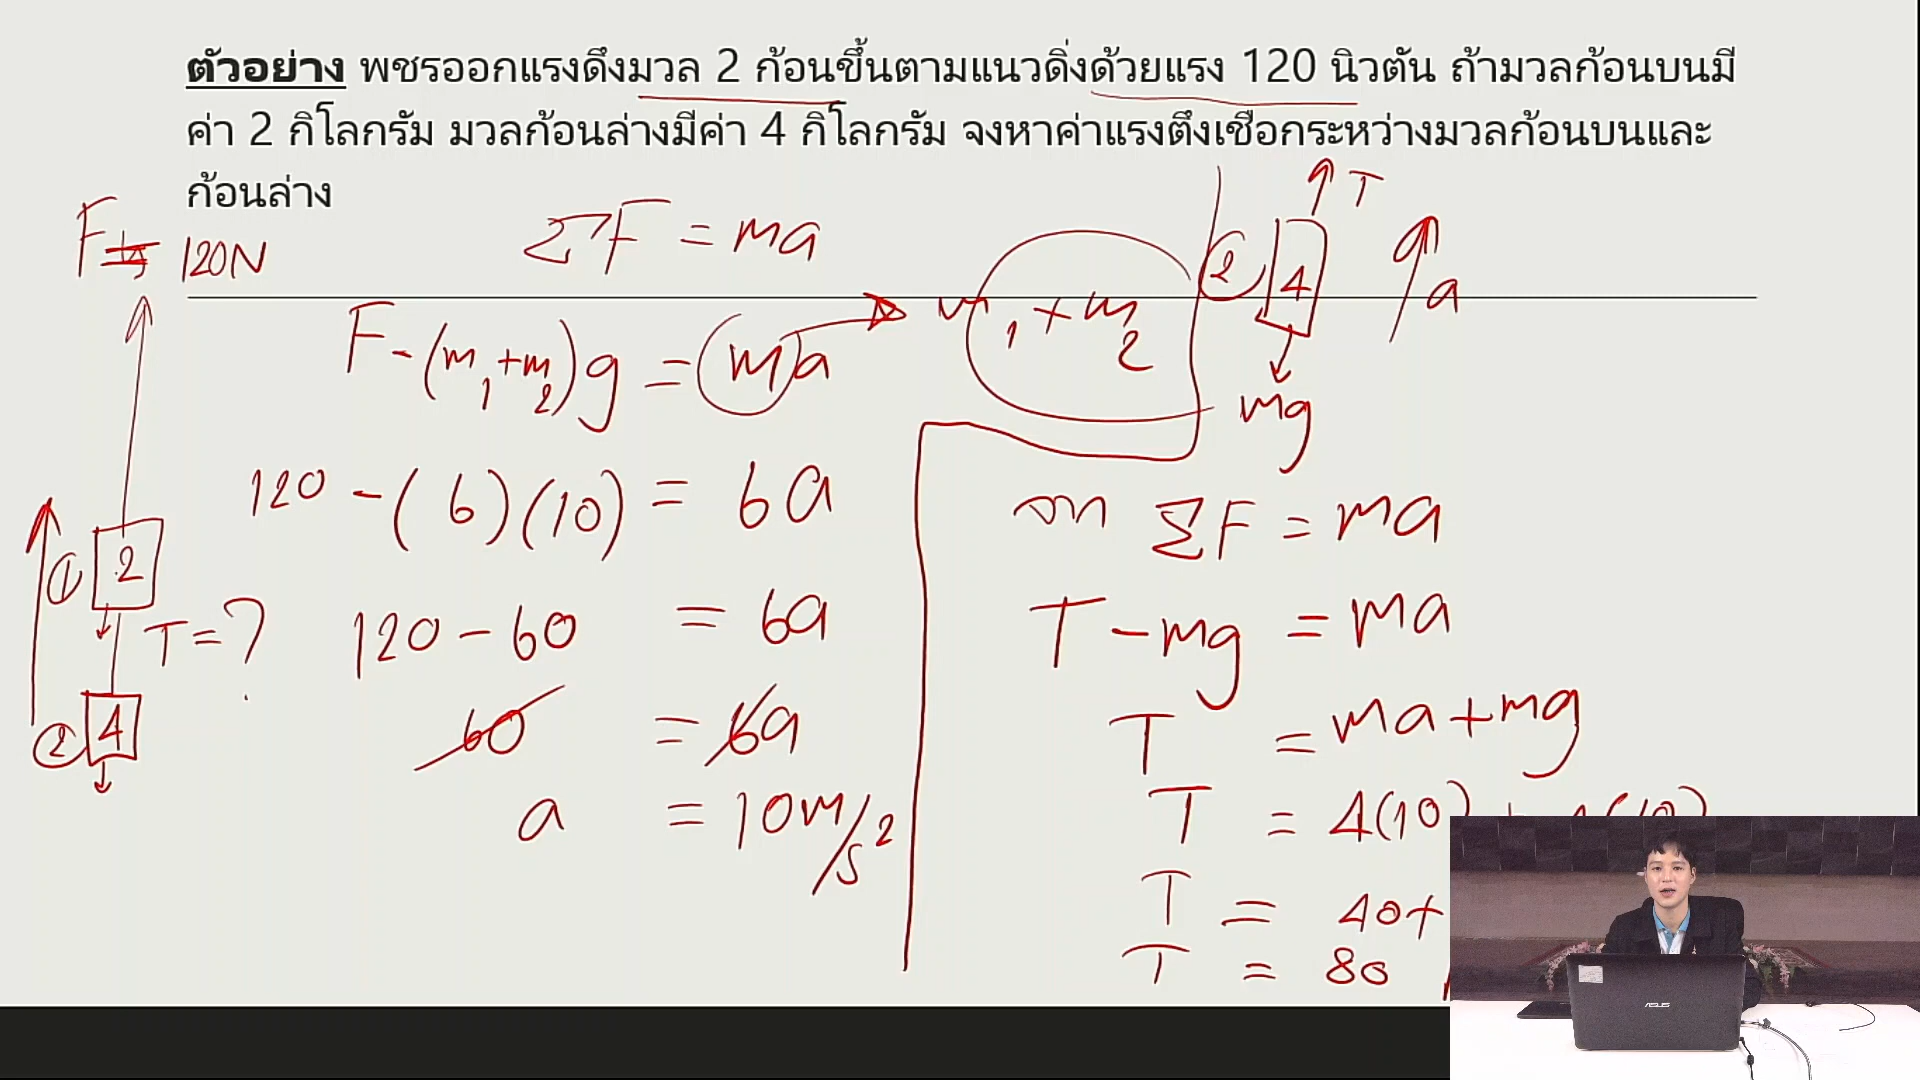 ตัวอย่าง พชรออกแรงดึงมวล 2 ก้อนขึ้นตามแนวดิ่งด้วยแรง 120 นิวตัน ถ้ามวลก้อนบนมี
ค่า 2 กิโลกรัม มวลก้อนล่างมีค่า 4 กิโลกรัม จงหาค่าแรงตึงเชือกระหว่างมวลก้อนบนและ
ก้อนล่าง
F = 120N
① 2
T = ?
② 4
ΣF = ma
F - (m₁ + m₂)g = ma
m₁ + m₂
120 - (6)(10) = 6a
120 - 60 = 6a
60 = 6a
a = 10 m/s²
T
② 4
a
mg
จาก ΣF = ma
T - mg = ma
T = ma + mg
T = 4(10) + 4(10)
T = 40 +
T = 80
ASUS